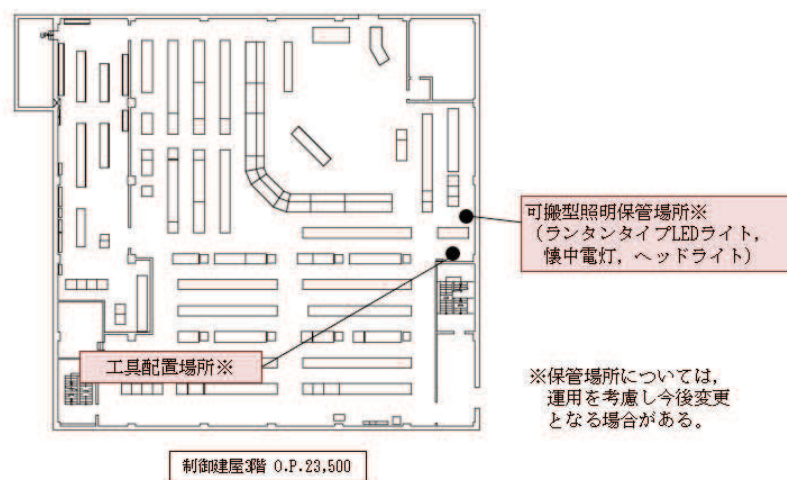 可搬型照明保管場所※
（ランタンタイプLEDライト，
懐中電灯，ヘッドライト）
工具配置場所※
※保管場所については，
運用を考慮し今後変更
となる場合がある。
制御建屋3階 O.P.23,500